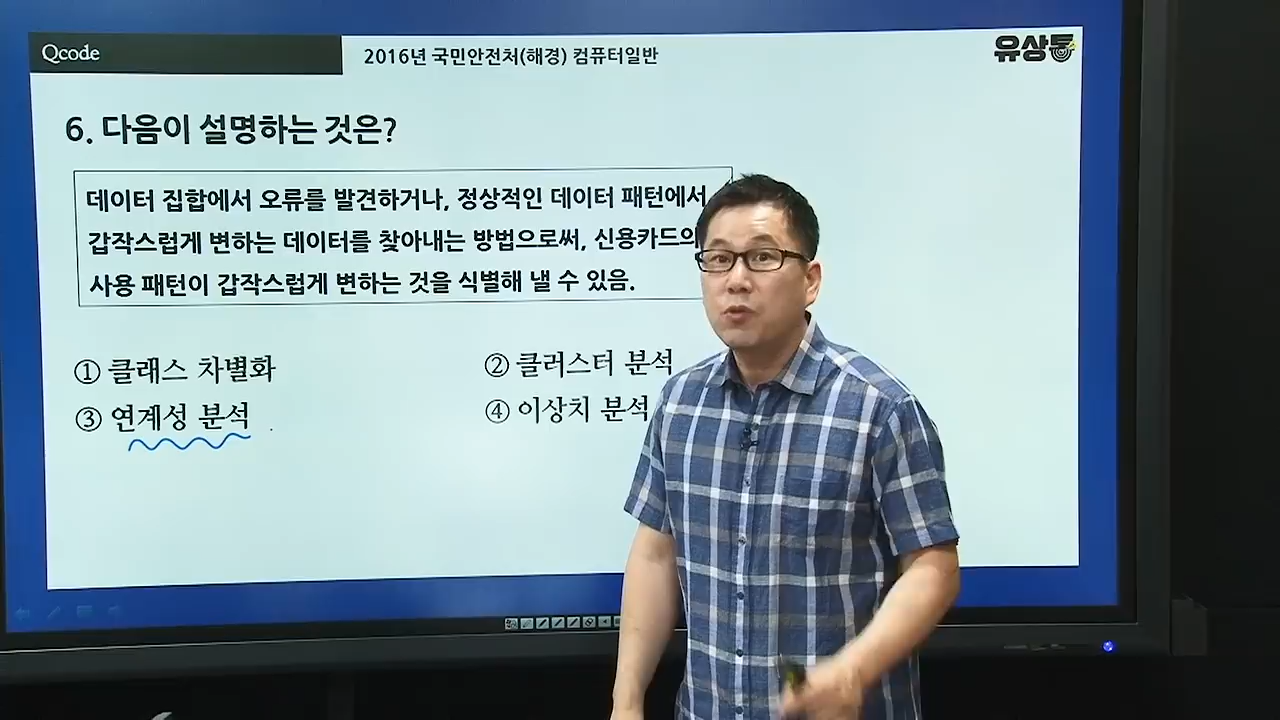 Qcode
2016년 국민안전처(해경) 컴퓨터일반
유상통
6. 다음이 설명하는 것은?
데이터 집합에서 오류를 발견하거나, 정상적인 데이터 패턴에서
갑작스럽게 변하는 데이터를 찾아내는 방법으로써, 신용카드의
사용 패턴이 갑작스럽게 변하는 것을 식별해 낼 수 있음.
① 클래스 차별화
② 클러스터 분석
③ 연계성 분석
④ 이상치 분석